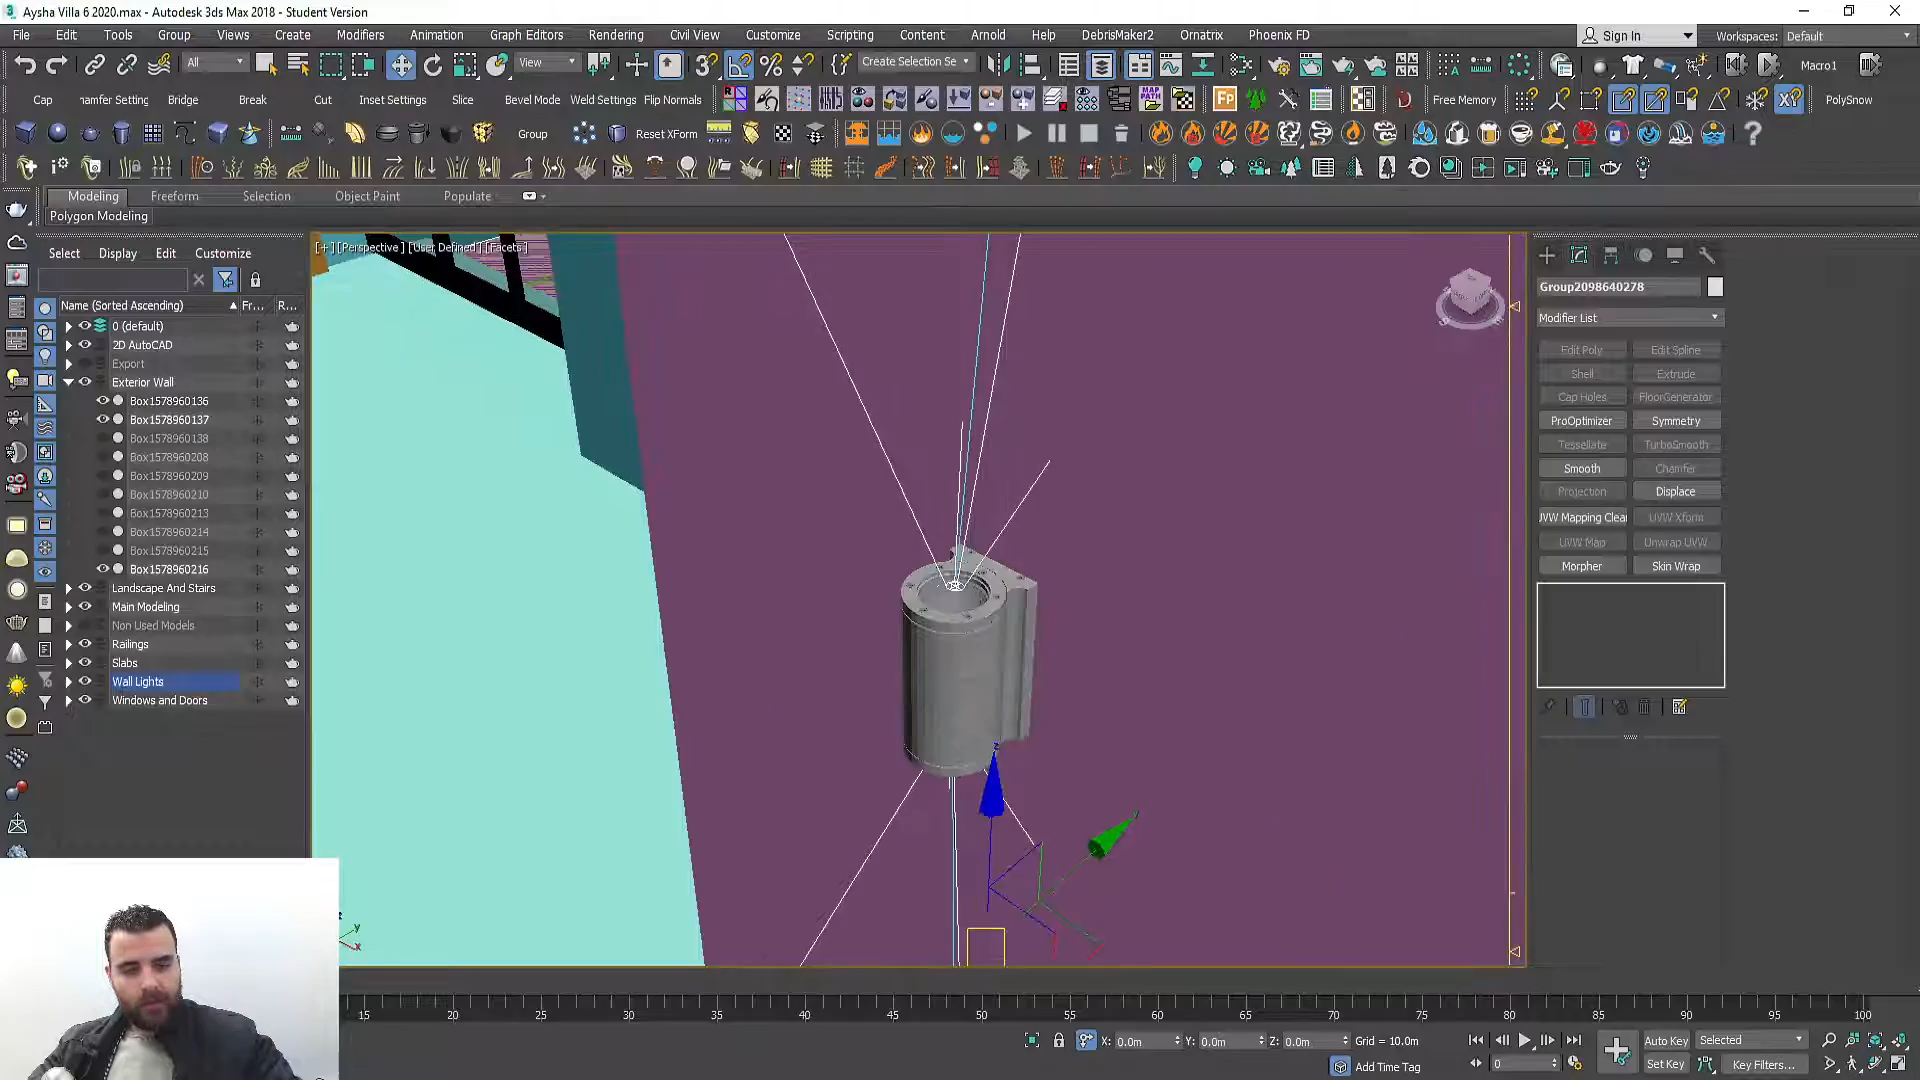 Aysha Villa 6 2020.max - Autodesk 3ds Max 2018 - Student Version
File Edit Tools Group Views Create Modifiers Animation Graph Editors Rendering Civil View Customize Scripting Content Arnold Help DebrisMaker2 Ornatrix Phoenix FD Sign In Workspaces: Default
All View Create Selection Se Macro1
Cap hamfer Setting Bridge Break Cut Inset Settings Slice Bevel Mode Weld Settings Flip Normals MAP PATH FP Free Memory XP PolySnow
Group Reset XForm
Modeling Freeform Selection Object Paint Populate
Polygon Modeling
Select Display Edit Customize
[+] [Perspective] [User Defined] [Facets]
Name (Sorted Ascending) Fr... R...
0 (default)
2D AutoCAD
Export
Exterior Wall
Box1578960136
Box1578960137
Box1578960138
Box1578960208
Box1578960209
Box1578960210
Box1578960213
Box1578960214
Box1578960215
Box1578960216
Landscape And Stairs
Main Modeling
Non Used Models
Railings
Slabs
Wall Lights
Windows and Doors
Group2098640278
Modifier List
Edit Poly Edit Spline
Shell Extrude
Cap Holes FloorGenerator
ProOptimizer Symmetry
Tessellate TurboSmooth
Smooth Chamfer
Projection Displace
UVW Mapping Clear UVW Xform
UVW Map Unwrap UVW
Morpher Skin Wrap
z
y
x
15 20 25 30 35 40 45 50 55 60 65 70 75 80 85 90 95 100
X: 0.0m Y: 0.0m Z: 0.0m Grid = 10.0m Auto Key Selected
Add Time Tag 0 Set Key Key Filters...